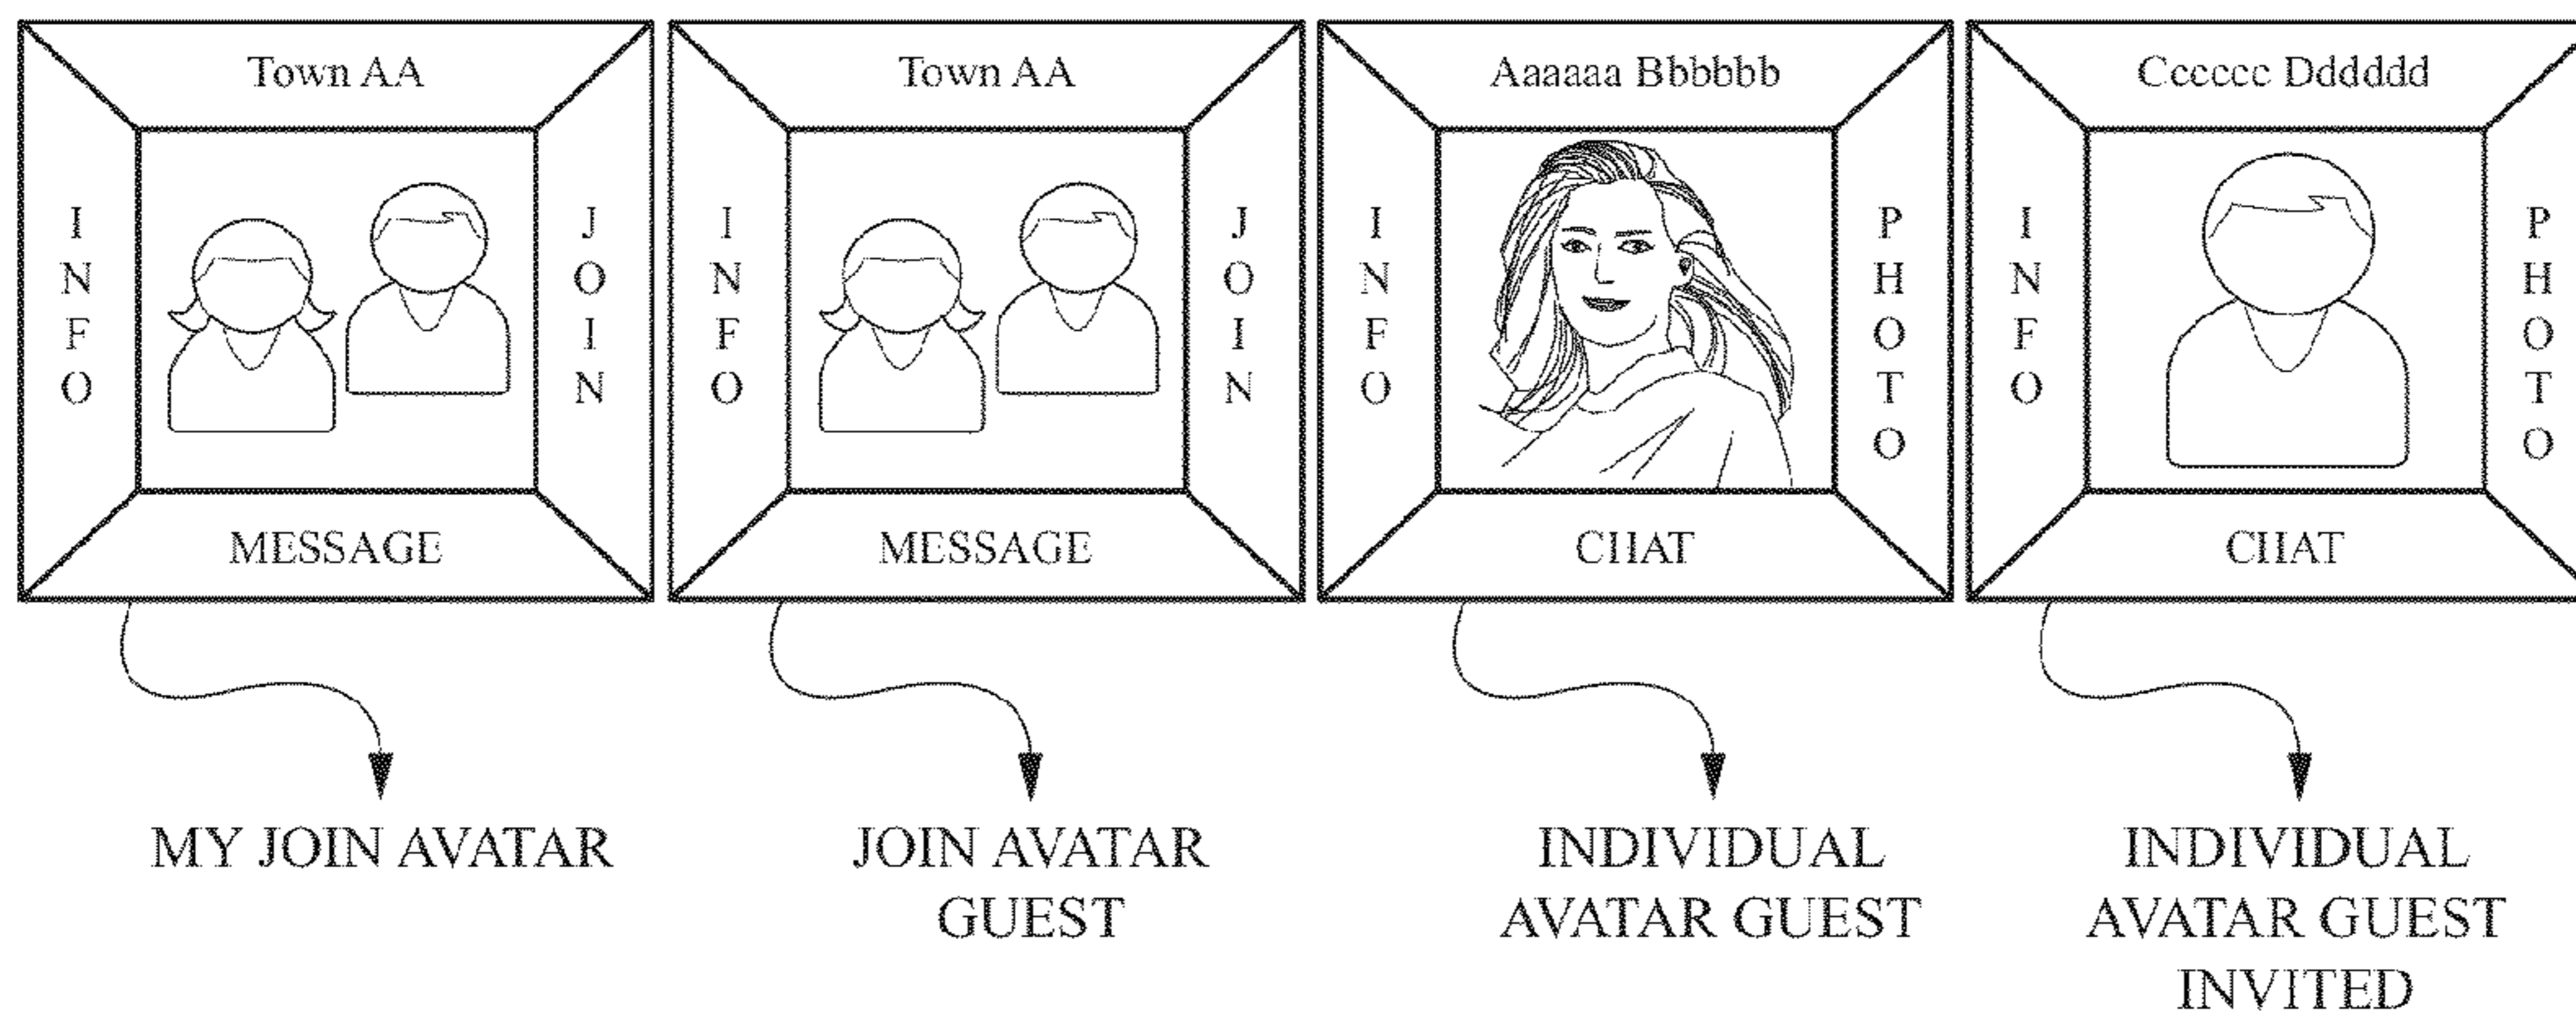 Town AA
INFO
JOIN
MESSAGE
Town AA
INFO
JOIN
MESSAGE
Aaaaaa Bbbbbb
INFO
PHOTO
CHAT
Cccccc Dddddd
INFO
PHOTO
CHAT
MY JOIN AVATAR
JOIN AVATAR
GUEST
INDIVIDUAL
AVATAR GUEST
INDIVIDUAL
AVATAR GUEST
INVITED